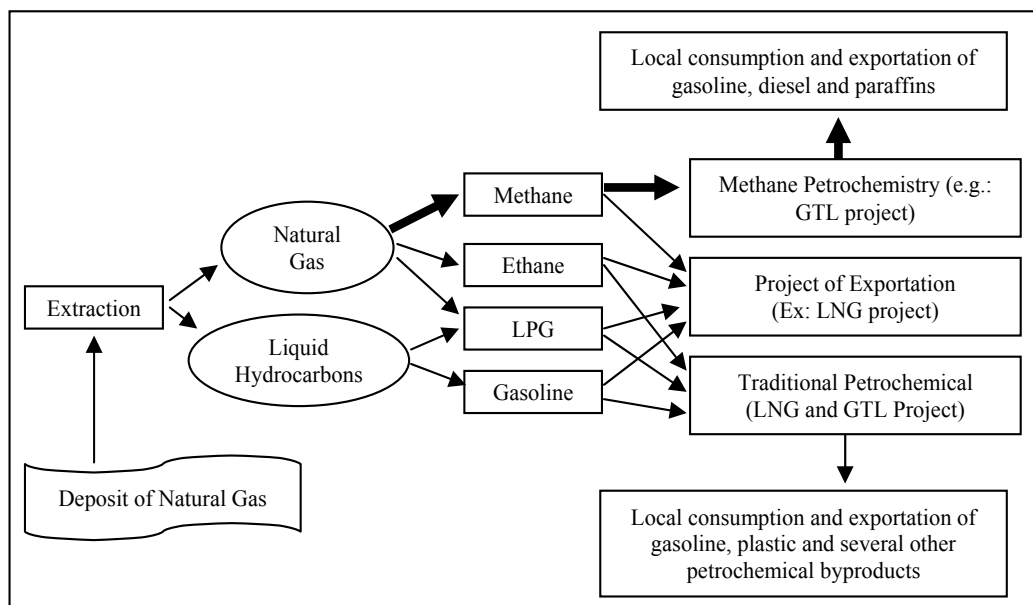 Local consumption and exportation of
gasoline, diesel and paraffins
Methane
Methane Petrochemistry (e.g.:
GTL project)
Natural
Gas
Ethane
Project of Exportation
(Ex: LNG project)
Extraction
LPG
Liquid
Hydrocarbons
Gasoline
Traditional Petrochemical
(LNG and GTL Project)
Deposit of Natural Gas
Local consumption and exportation of
gasoline, plastic and several other
petrochemical byproducts